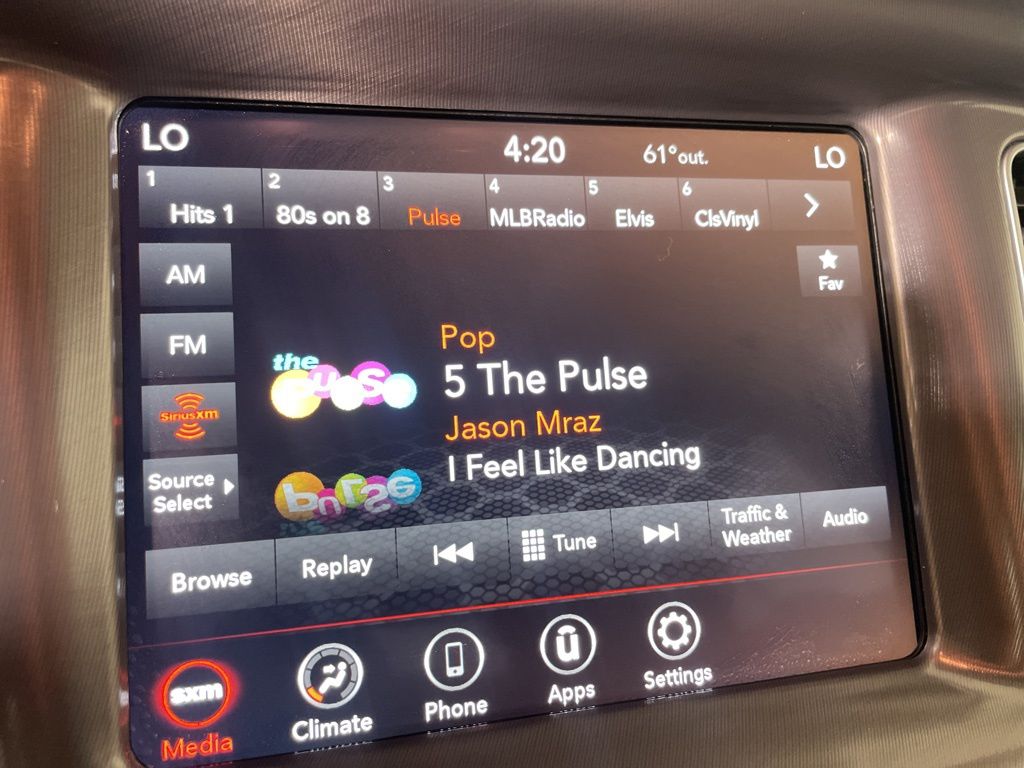 LO 4:20 61° out. LO
1 2 3 4 5 6
Hits 1 80s on 8 Pulse MLBRadio Elvis ClsVinyl
AM
Fav
FM
Pop
the
PULSE
5 The Pulse
SiriusXM
Jason Mraz
I Feel Like Dancing
Source
Select
Traffic &
Weather
Browse Replay Tune Audio
sxm
Media Climate Phone Apps Settings